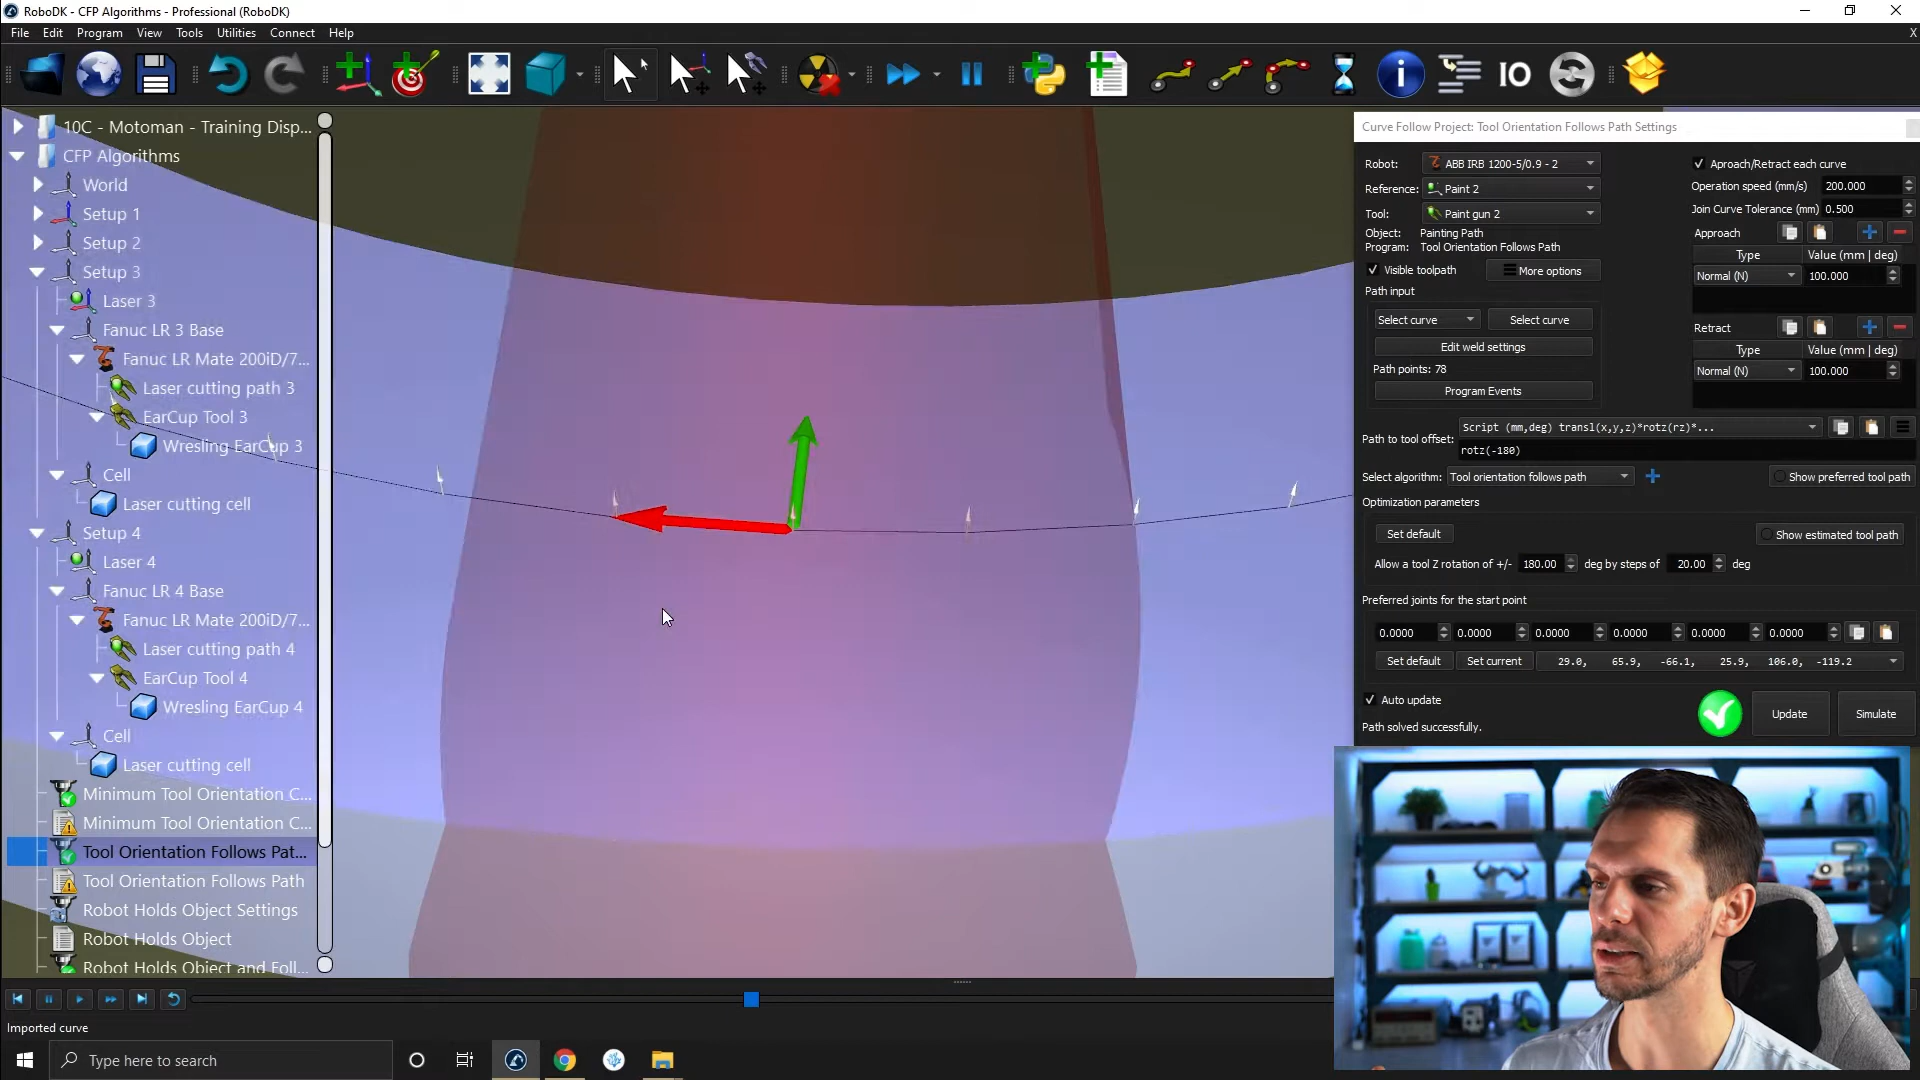 RoboDK - CFP Algorithms - Professional (RoboDK)
File Edit Program View Tools Utilities Connect Help
X
IO
10C - Motoman - Training Disp...
CFP Algorithms
World
Setup 1
Setup 2
Setup 3
Laser 3
Fanuc LR 3 Base
Fanuc LR Mate 200iD/7...
Laser cutting path 3
EarCup Tool 3
Wresling EarCup 3
Cell
Laser cutting cell
Setup 4
Laser 4
Fanuc LR 4 Base
Fanuc LR Mate 200iD/7...
Laser cutting path 4
EarCup Tool 4
Wresling EarCup 4
Cell
Laser cutting cell
Minimum Tool Orientation C...
Minimum Tool Orientation C...
Tool Orientation Follows Pat...
Tool Orientation Follows Path
Robot Holds Object Settings
Robot Holds Object
Robot Holds Object and Foll...
Curve Follow Project: Tool Orientation Follows Path Settings
Robot: ABB IRB 1200-5/0.9 - 2
Reference: Paint 2
Tool: Paint gun 2
Object: Painting Path
Program: Tool Orientation Follows Path
Visible toolpath More options
Path input
Select curve Select curve
Edit weld settings
Path points: 78
Program Events
Aproach/Retract each curve
Operation speed (mm/s) 200.000
Join Curve Tolerance (mm) 0.500
Approach
Type Value (mm | deg)
Normal (N) 100.000
Retract
Type Value (mm | deg)
Normal (N) 100.000
Path to tool offset: Script (mm,deg) transl(x,y,z)*rotz(rz)*...
rotz(-180)
Select algorithm: Tool orientation follows path Show preferred tool path
Optimization parameters
Set default Show estimated tool path
Allow a tool Z rotation of +/- 180.00 deg by steps of 20.00 deg
Preferred joints for the start point
0.0000 0.0000 0.0000 0.0000 0.0000 0.0000
Set default Set current 29.0, 65.9, -66.1, 25.9, 106.0, -119.2
Auto update
Path solved successfully.
Update Simulate
Imported curve
Type here to search